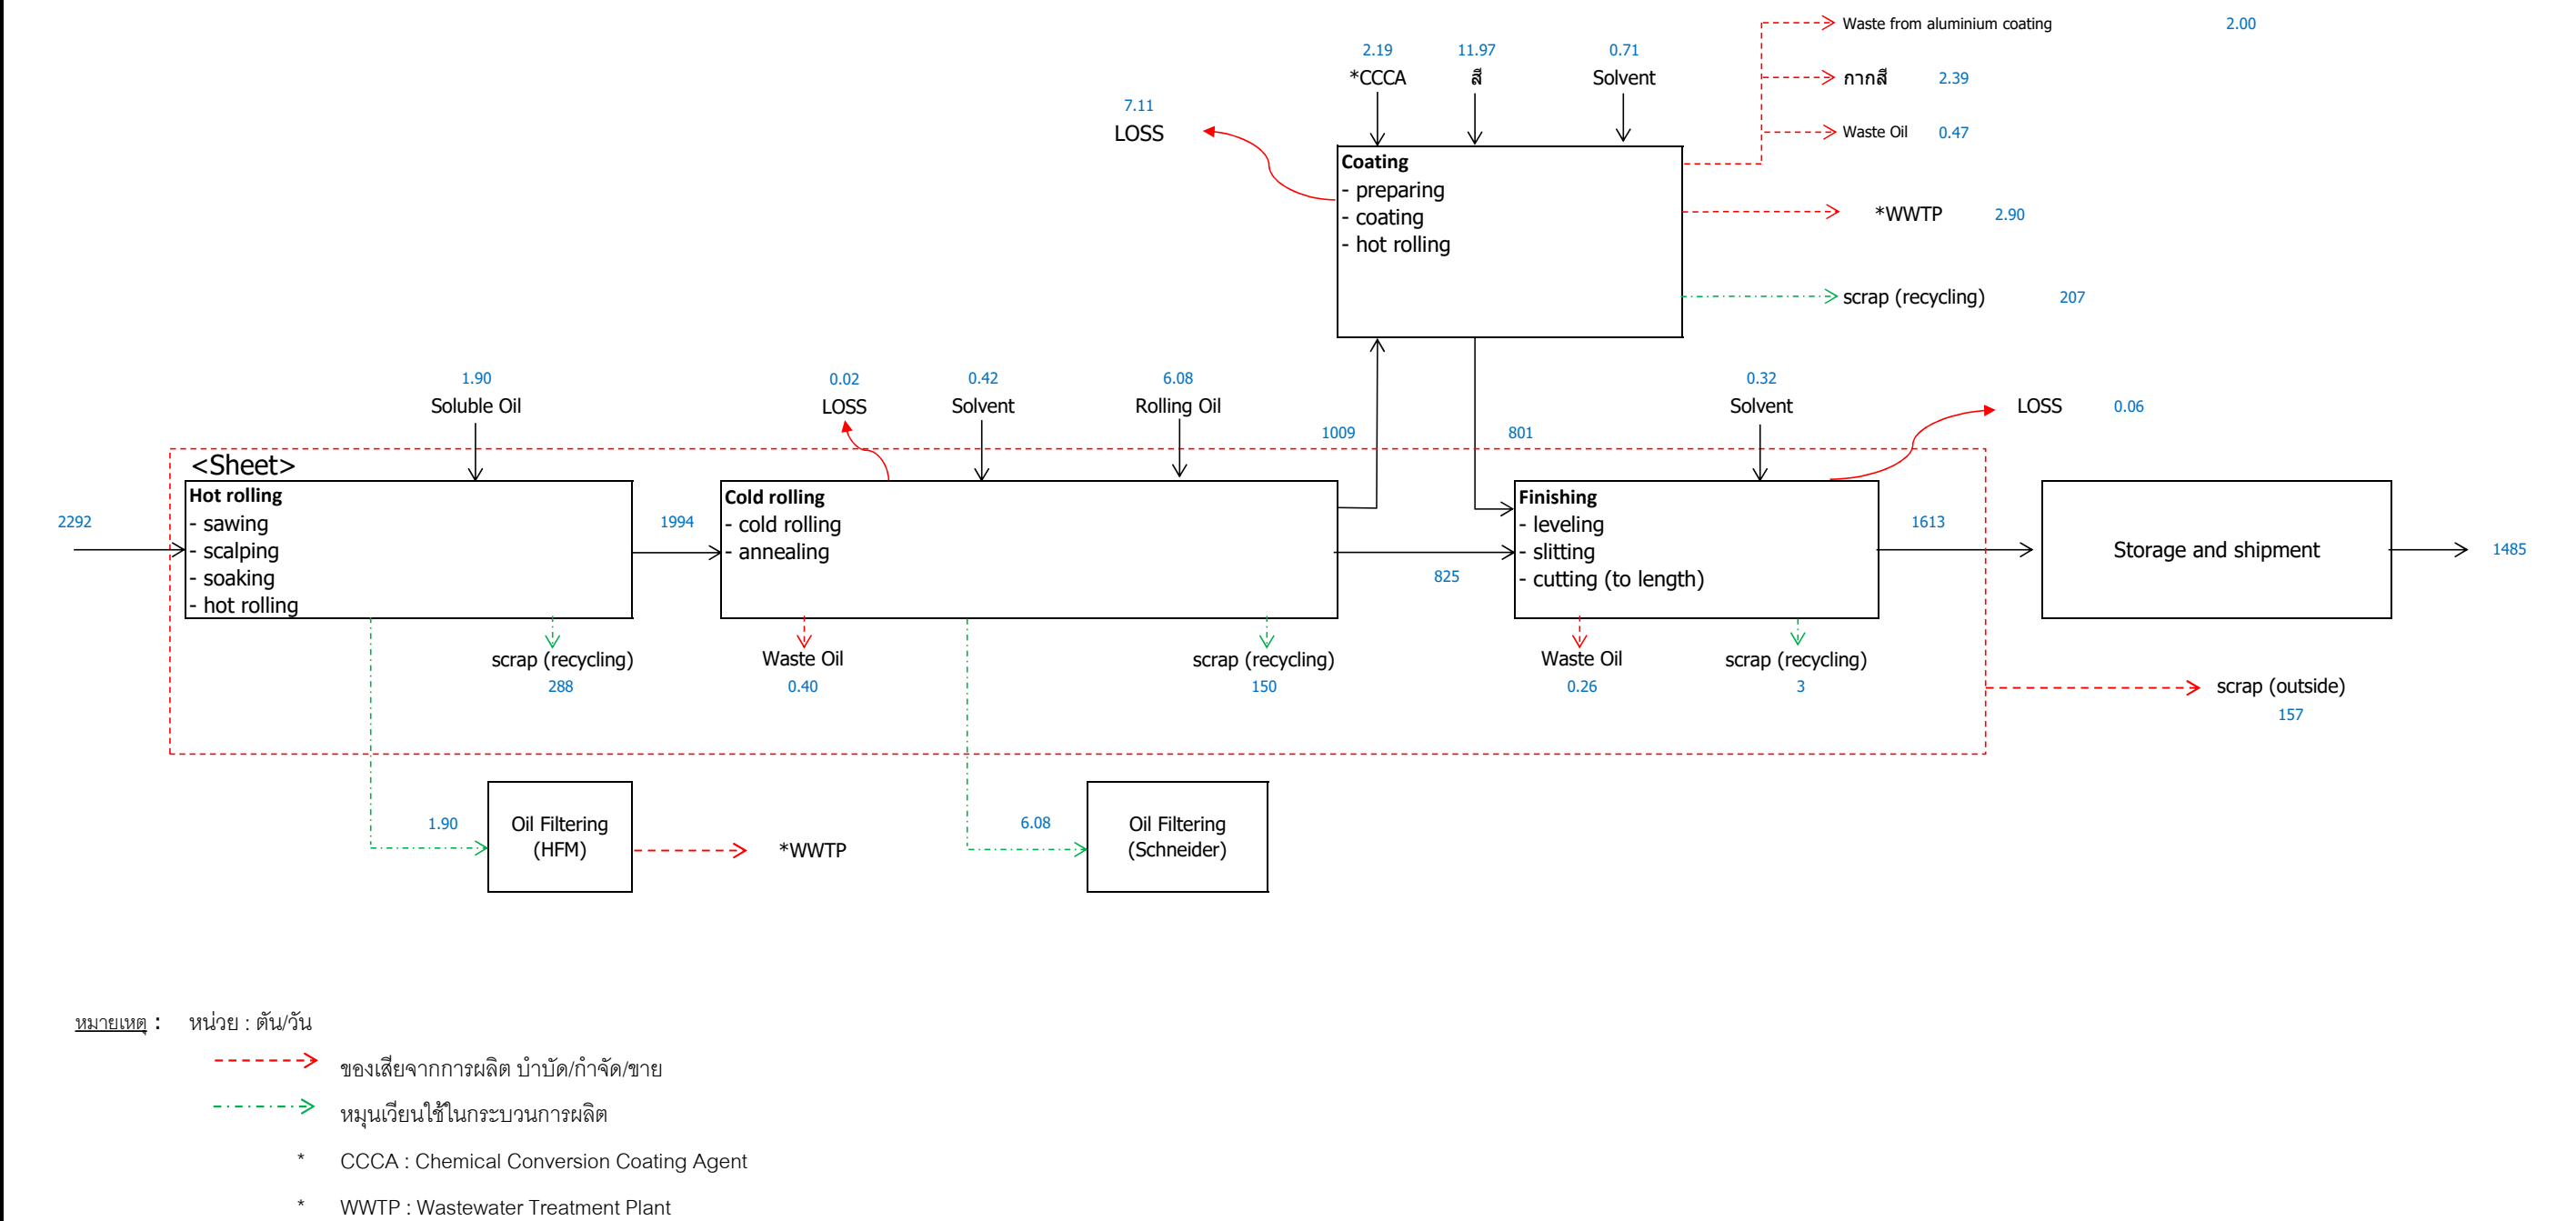 Waste from aluminium coating 2.00
2.19 11.97 0.71
*CCCA สี Solvent
กากสี 2.39
7.11
LOSS
Waste Oil 0.47
Coating
- preparing
- coating
- hot rolling
*WWTP 2.90
scrap (recycling) 207
1.90 0.02 0.42 6.08 0.32
Soluble Oil LOSS Solvent Rolling Oil Solvent LOSS 0.06
1009 801
<Sheet>
Hot rolling
- sawing
- scalping
- soaking
- hot rolling
2292
1994
Cold rolling
- cold rolling
- annealing
825
Finishing
- leveling
- slitting
- cutting (to length)
1613
Storage and shipment
1485
scrap (recycling) Waste Oil scrap (recycling) Waste Oil scrap (recycling)
288 0.40 150 0.26 3
scrap (outside)
157
1.90
Oil Filtering
(HFM)
*WWTP
6.08
Oil Filtering
(Schneider)
หมายเหตุ : หน่วย : ตัน/วัน
ของเสียจากการผลิต บำบัด/กำจัด/ขาย
หมุนเวียนใช้ในกระบวนการผลิต
* CCCA : Chemical Conversion Coating Agent
* WWTP : Wastewater Treatment Plant